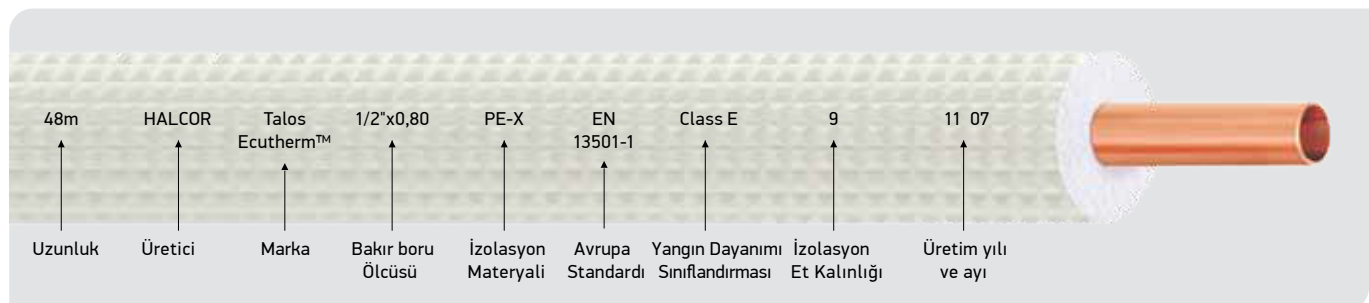 48m HALCOR Talos 1/2"x0,80 PE-X EN Class E 9 11 07
Ecutherm™ 13501-1
Uzunluk Üretici Marka Bakır boru İzolasyon Avrupa Yangın Dayanımı İzolasyon Üretim yılı
Ölcüsü Materyali Standardı Sınıflandırması Et Kalınlığı ve ayı